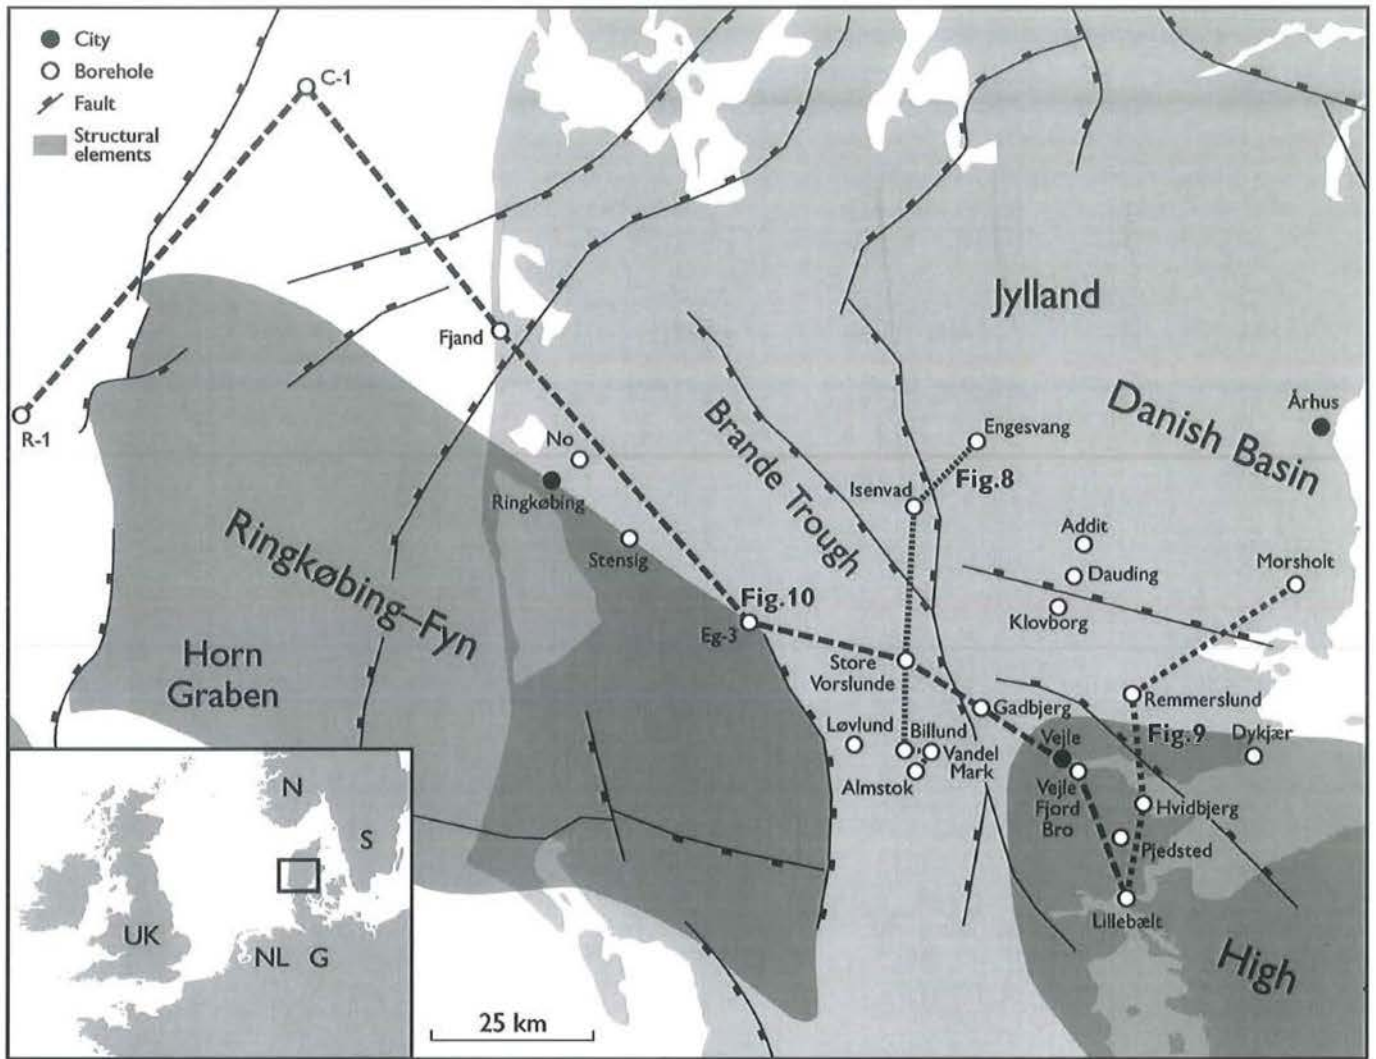 City
Borehole
Fault
Structural
elements
C-1
R-1
Fjand
No
Ringkøbing
Stensig
Ringkøbing–Fyn
Horn
Graben
Jylland
Danish Basin
Århus
Brande Trough
Engesvang
Fig.8
Isenvad
Addit
Dauding
Klovborg
Morsholt
Fig.10
Eg-3
Store
Vorslunde
Gadbjerg
Remmerslund
Løvlund
Billund
Vandel
Mark
Almstok
Vejle
Fig.9
Dykjær
Vejle
Fjord
Bro
Hvidbjerg
Pjedsted
Lillebælt
High
N
S
UK
NL
G
25 km